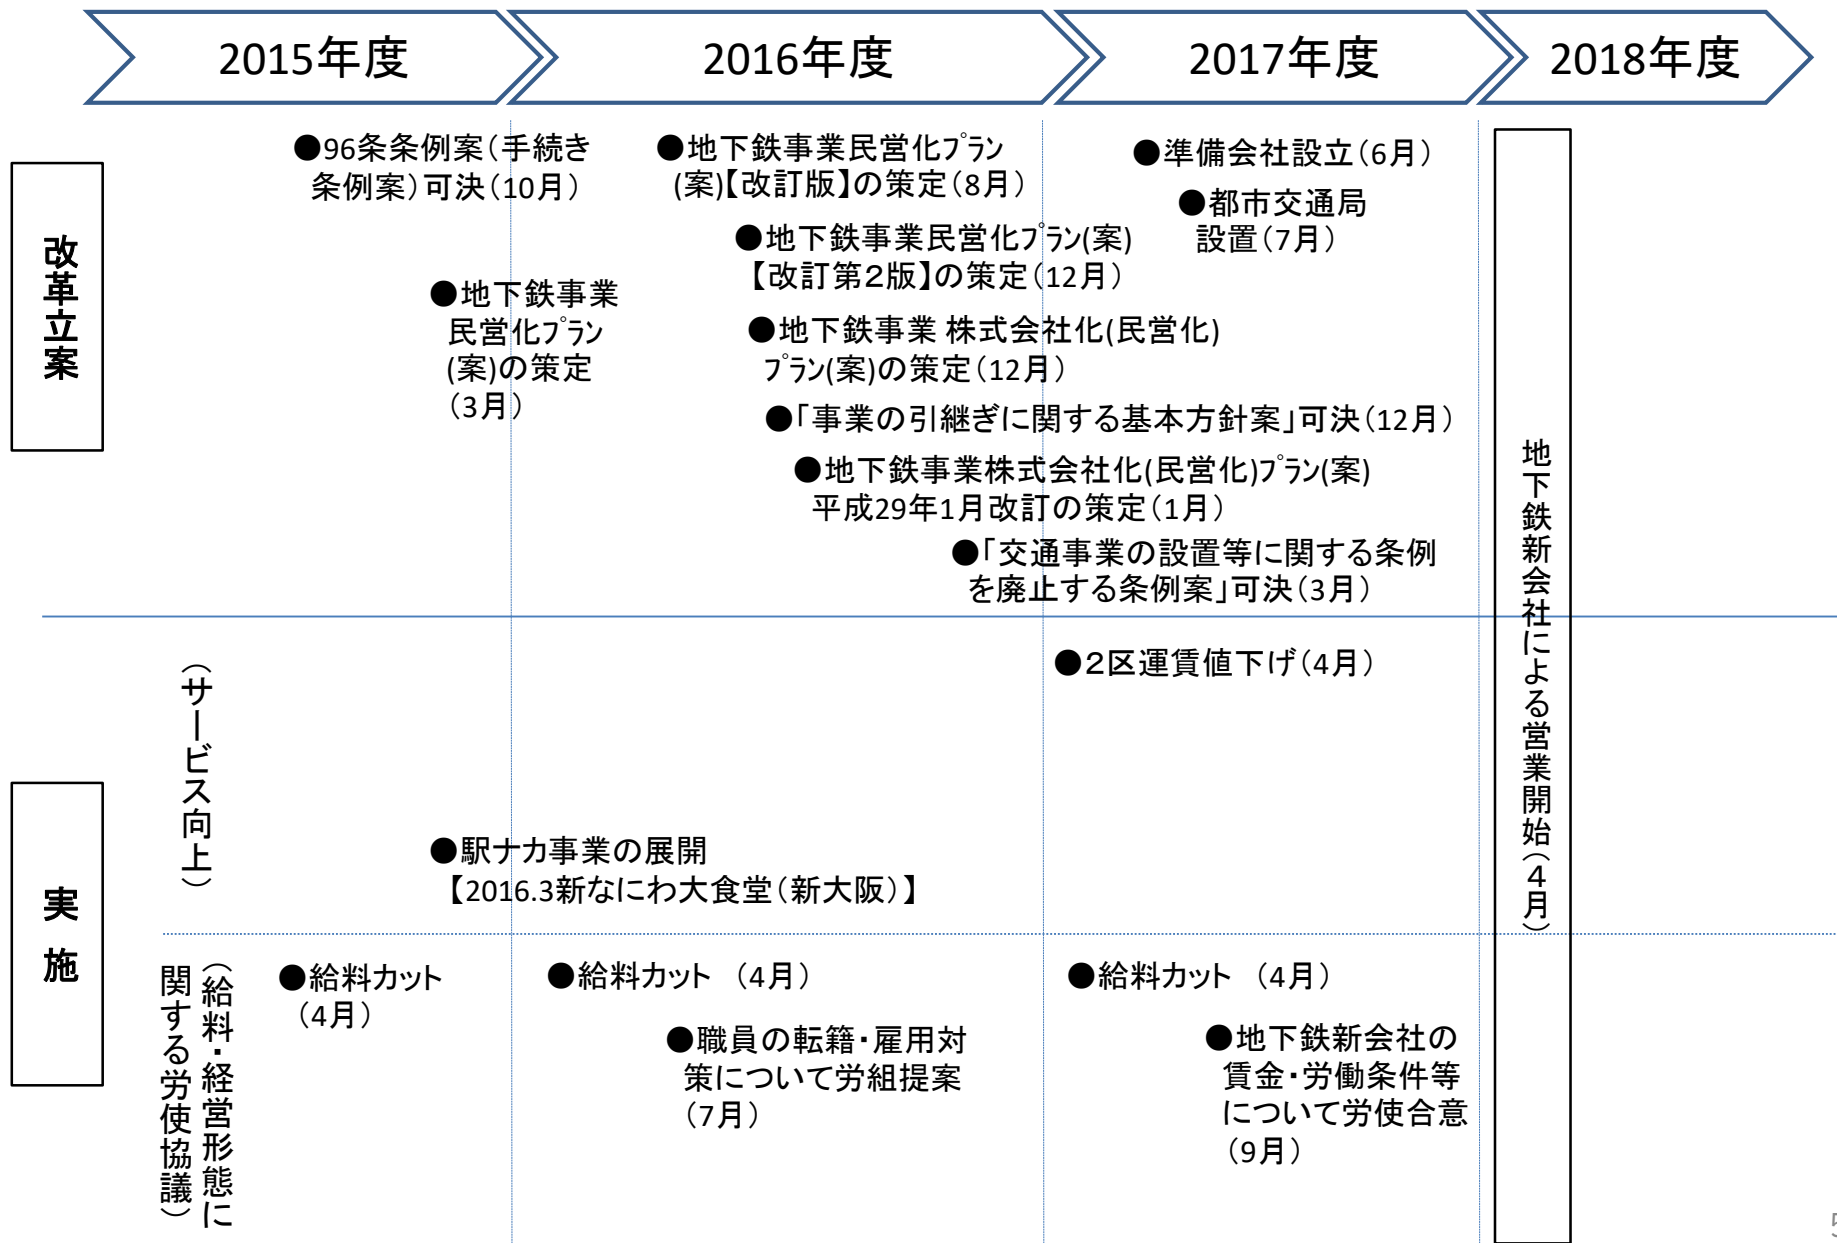 2015年度
2016年度
2017年度
2018年度
改革立案
●96条条例案(手続き
条例案)可決(10月)
●地下鉄事業
民営化プラン
(案)の策定
(3月)
●地下鉄事業民営化プラン
(案)【改訂版】の策定(8月)
●地下鉄事業民営化プラン(案)
【改訂第2版】の策定(12月)
●地下鉄事業 株式会社化(民営化)
プラン(案)の策定(12月)
●「事業の引継ぎに関する基本方針案」可決(12月)
●地下鉄事業株式会社化(民営化)プラン(案)
平成29年1月改訂の策定(1月)
●「交通事業の設置等に関する条例
を廃止する条例案」可決(3月)
●準備会社設立(6月)
●都市交通局
設置(7月)
地下鉄新会社による営業開始(4月)
実 施
(サービス向上)
●2区運賃値下げ(4月)
●駅ナカ事業の展開
【2016.3新なにわ大食堂(新大阪)】
(給料・経営形態に
関する労使協議)
●給料カット
(4月)
●給料カット (4月)
●職員の転籍・雇用対
策について労組提案
(7月)
●給料カット (4月)
●地下鉄新会社の
賃金・労働条件等
について労使合意
(9月)
5